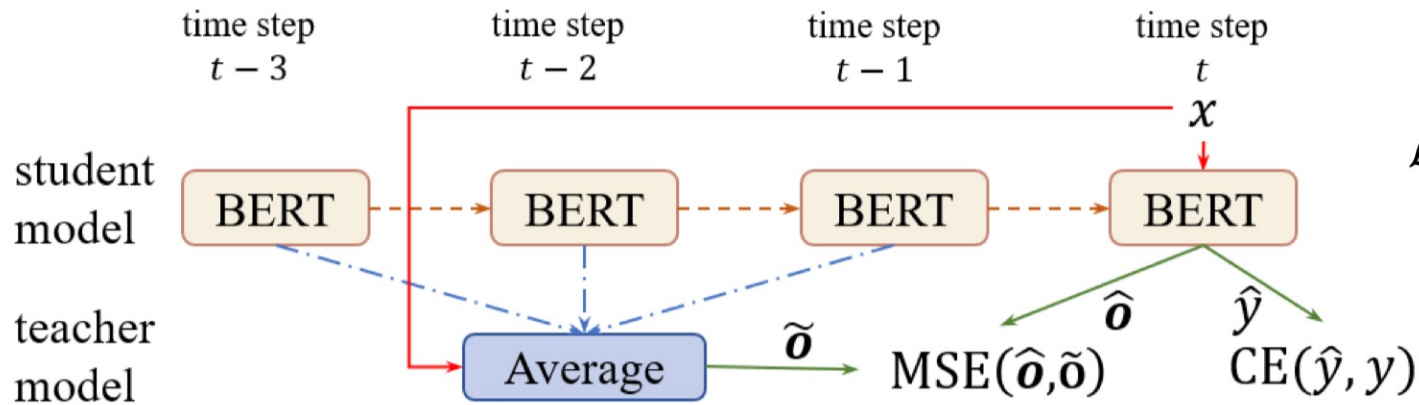 time step time step time step time step
t − 3 t − 2 t − 1 t
x
student
model
BERT BERT BERT BERT
teacher
model
Average
õ
ô
ŷ
MSE(ô,õ)
CE(ŷ, y)